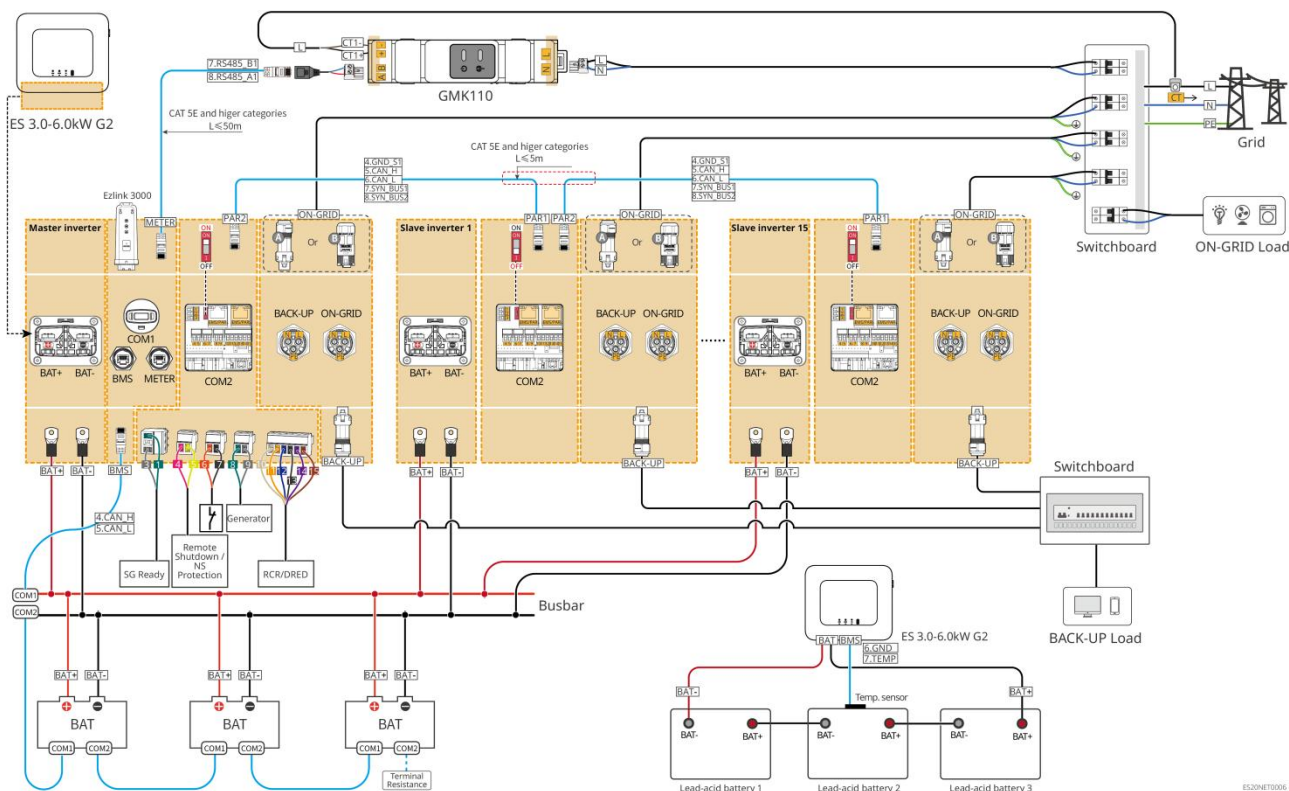 ES 3.0-6.0kW G2
L
CT1-
CT1+
7.RS485_B1
8.RS485_A1
A B
N L
GMK110
L
N
CAT 5E and higer categories
L≤50m
CAT 5E and higer categories
L≤5m
4.GND_S1
5.CAN_H
6.CAN_L
7.SYN_BUS1
8.SYN_BUS2
4.GND_S1
5.CAN_H
6.CAN_L
7.SYN_BUS1
8.SYN_BUS2
CT
L
N
PE
Grid
Switchboard
ON-GRID Load
Ezlink 3000
METER
PAR2
ON-GRID
PAR1
PAR2
ON-GRID
PAR1
ON-GRID
Master inverter
ON
OFF
A Or B
Slave inverter 1
ON
OFF
A Or B
Slave inverter 15
ON
OFF
A Or B
BAT+ BAT-
COM1
BMS METER
COM2
BACK-UP ON-GRID
BAT+ BAT-
COM2
BACK-UP ON-GRID
......
BAT+ BAT-
COM2
BACK-UP ON-GRID
BAT+
BAT-
BMS
3 1
4 5
6 7
8 9
BACK-UP
BAT+
BAT-
BACK-UP
BAT+
BAT-
BACK-UP
4.CAN_H
5.CAN_L
SG Ready
Remote
Shutdown /
NS
Protection
Generator
RCR/DRED
Switchboard
BACK-UP Load
COM1
COM2
Busbar
BAT+
BAT-
BAT
COM1
COM2
BAT+
BAT-
BAT
COM1
COM2
BAT+
BAT-
BAT
COM1
COM2
Terminal
Resistance
ES 3.0-6.0kW G2
BAT
BMS
6.GND
7.TEMP
BAT-
Temp. sensor
BAT+
BAT-
BAT+
BAT-
BAT+
BAT-
BAT+
Lead-acid battery 1
Lead-acid battery 2
Lead-acid battery 3
ES20NET0006